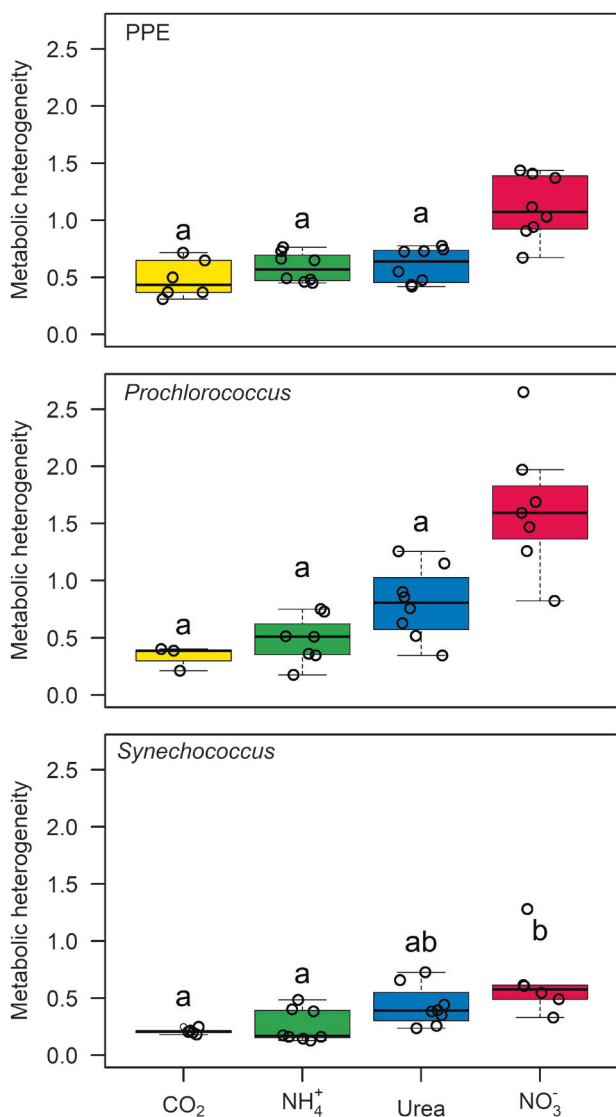 PPE
2.5
2.0
1.5
1.0
0.5
0.0
Metabolic heterogeneity
a a a
Prochlorococcus
2.5
2.0
1.5
1.0
0.5
0.0
Metabolic heterogeneity
a a a
Synechococcus
2.5
2.0
1.5
1.0
0.5
0.0
Metabolic heterogeneity
a a ab b
CO₂ NH₄⁺ Urea NO₃⁻